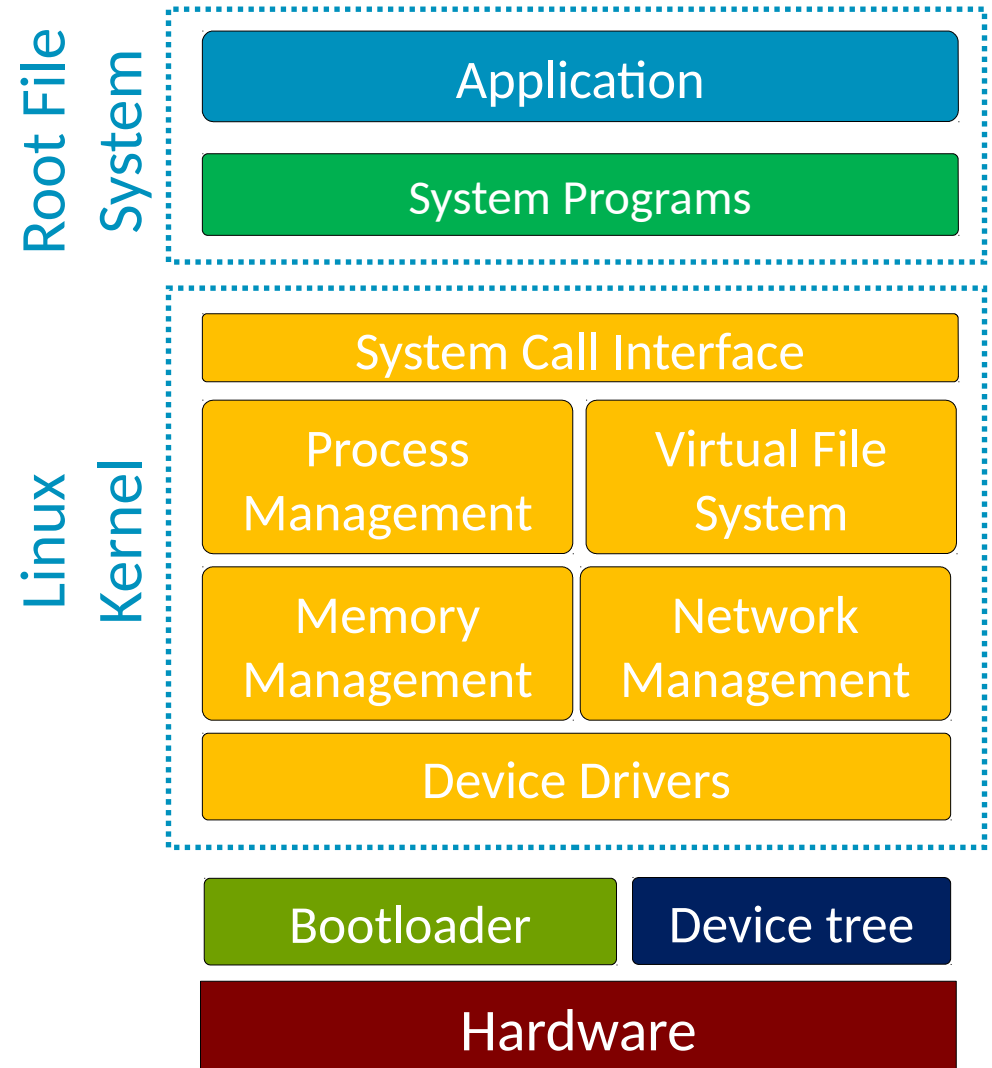 Root File
System
Application
System Programs
Linux
Kernel
System Call Interface
Process
Management
Virtual File
System
Memory
Management
Network
Management
Device Drivers
Bootloader
Device tree
Hardware